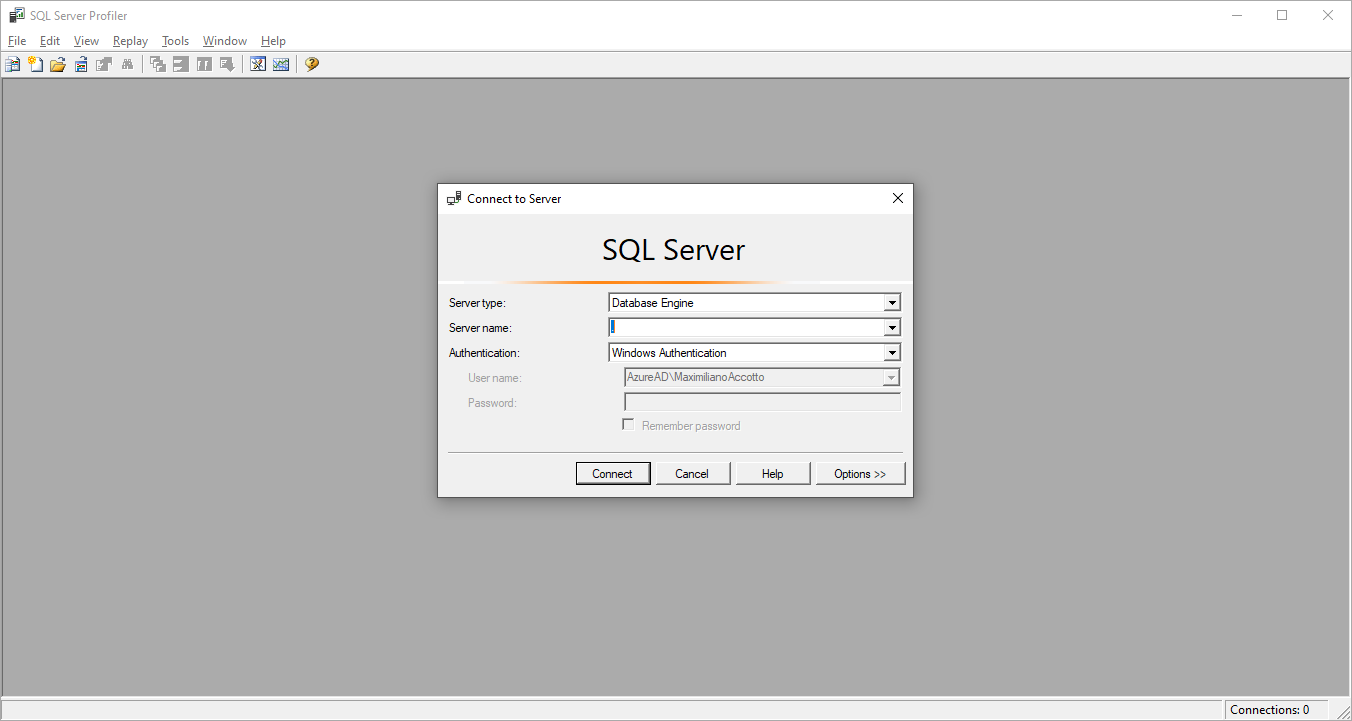 SQL Server Profiler
File Edit View Replay Tools Window Help
Connect to Server
SQL Server
Server type: Database Engine
Server name: .
Authentication: Windows Authentication
User name: AzureAD\MaximilianoAccotto
Password:
Remember password
Connect Cancel Help Options >>
Connections: 0